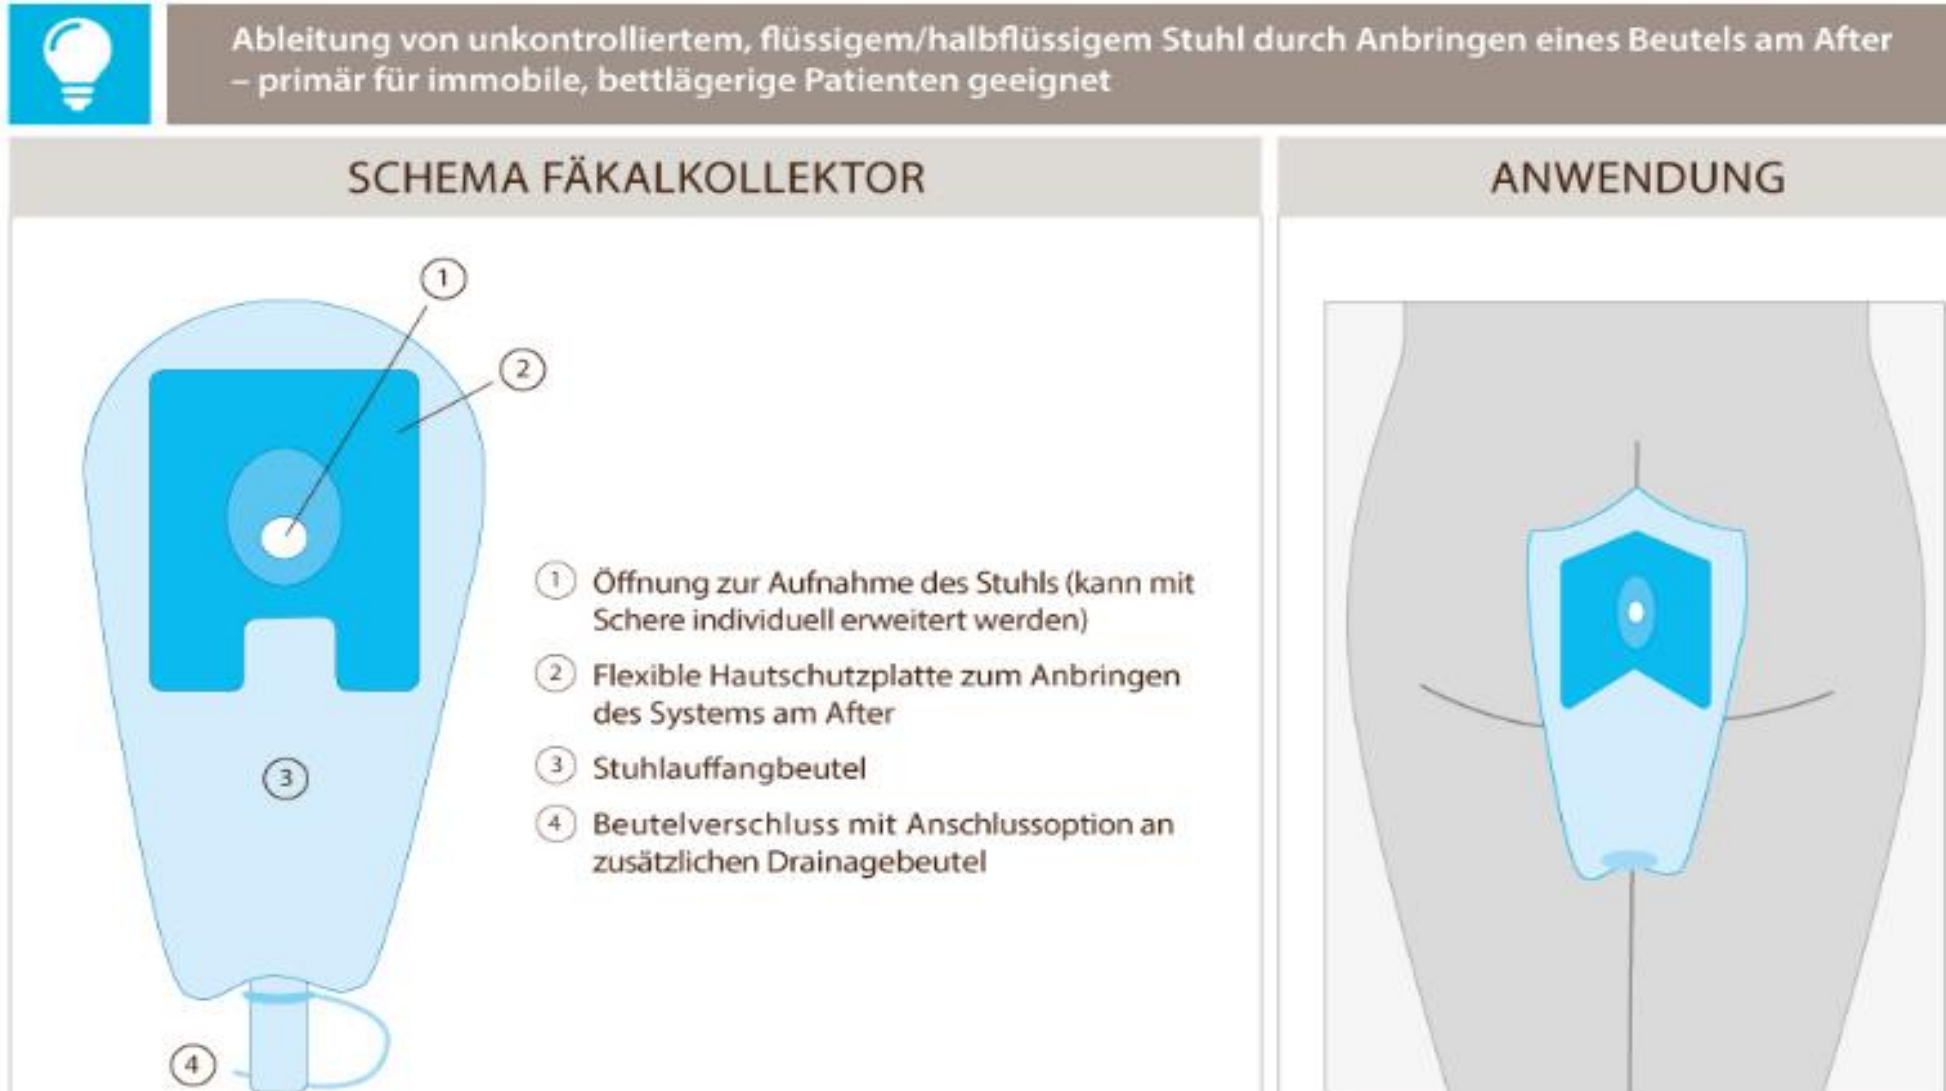 Ableitung von unkontrolliertem, flüssigem/halbflüssigem Stuhl durch Anbringen eines Beutels am After
– primär für immobile, bettlägerige Patienten geeignet
SCHEMA FÄKALKOLLEKTOR
ANWENDUNG
1
2
3
4
1 Öffnung zur Aufnahme des Stuhls (kann mit
Schere individuell erweitert werden)
2 Flexible Hautschutzplatte zum Anbringen
des Systems am After
3 Stuhlauffangbeutel
4 Beutelverschluss mit Anschlussoption an
zusätzlichen Drainagebeutel